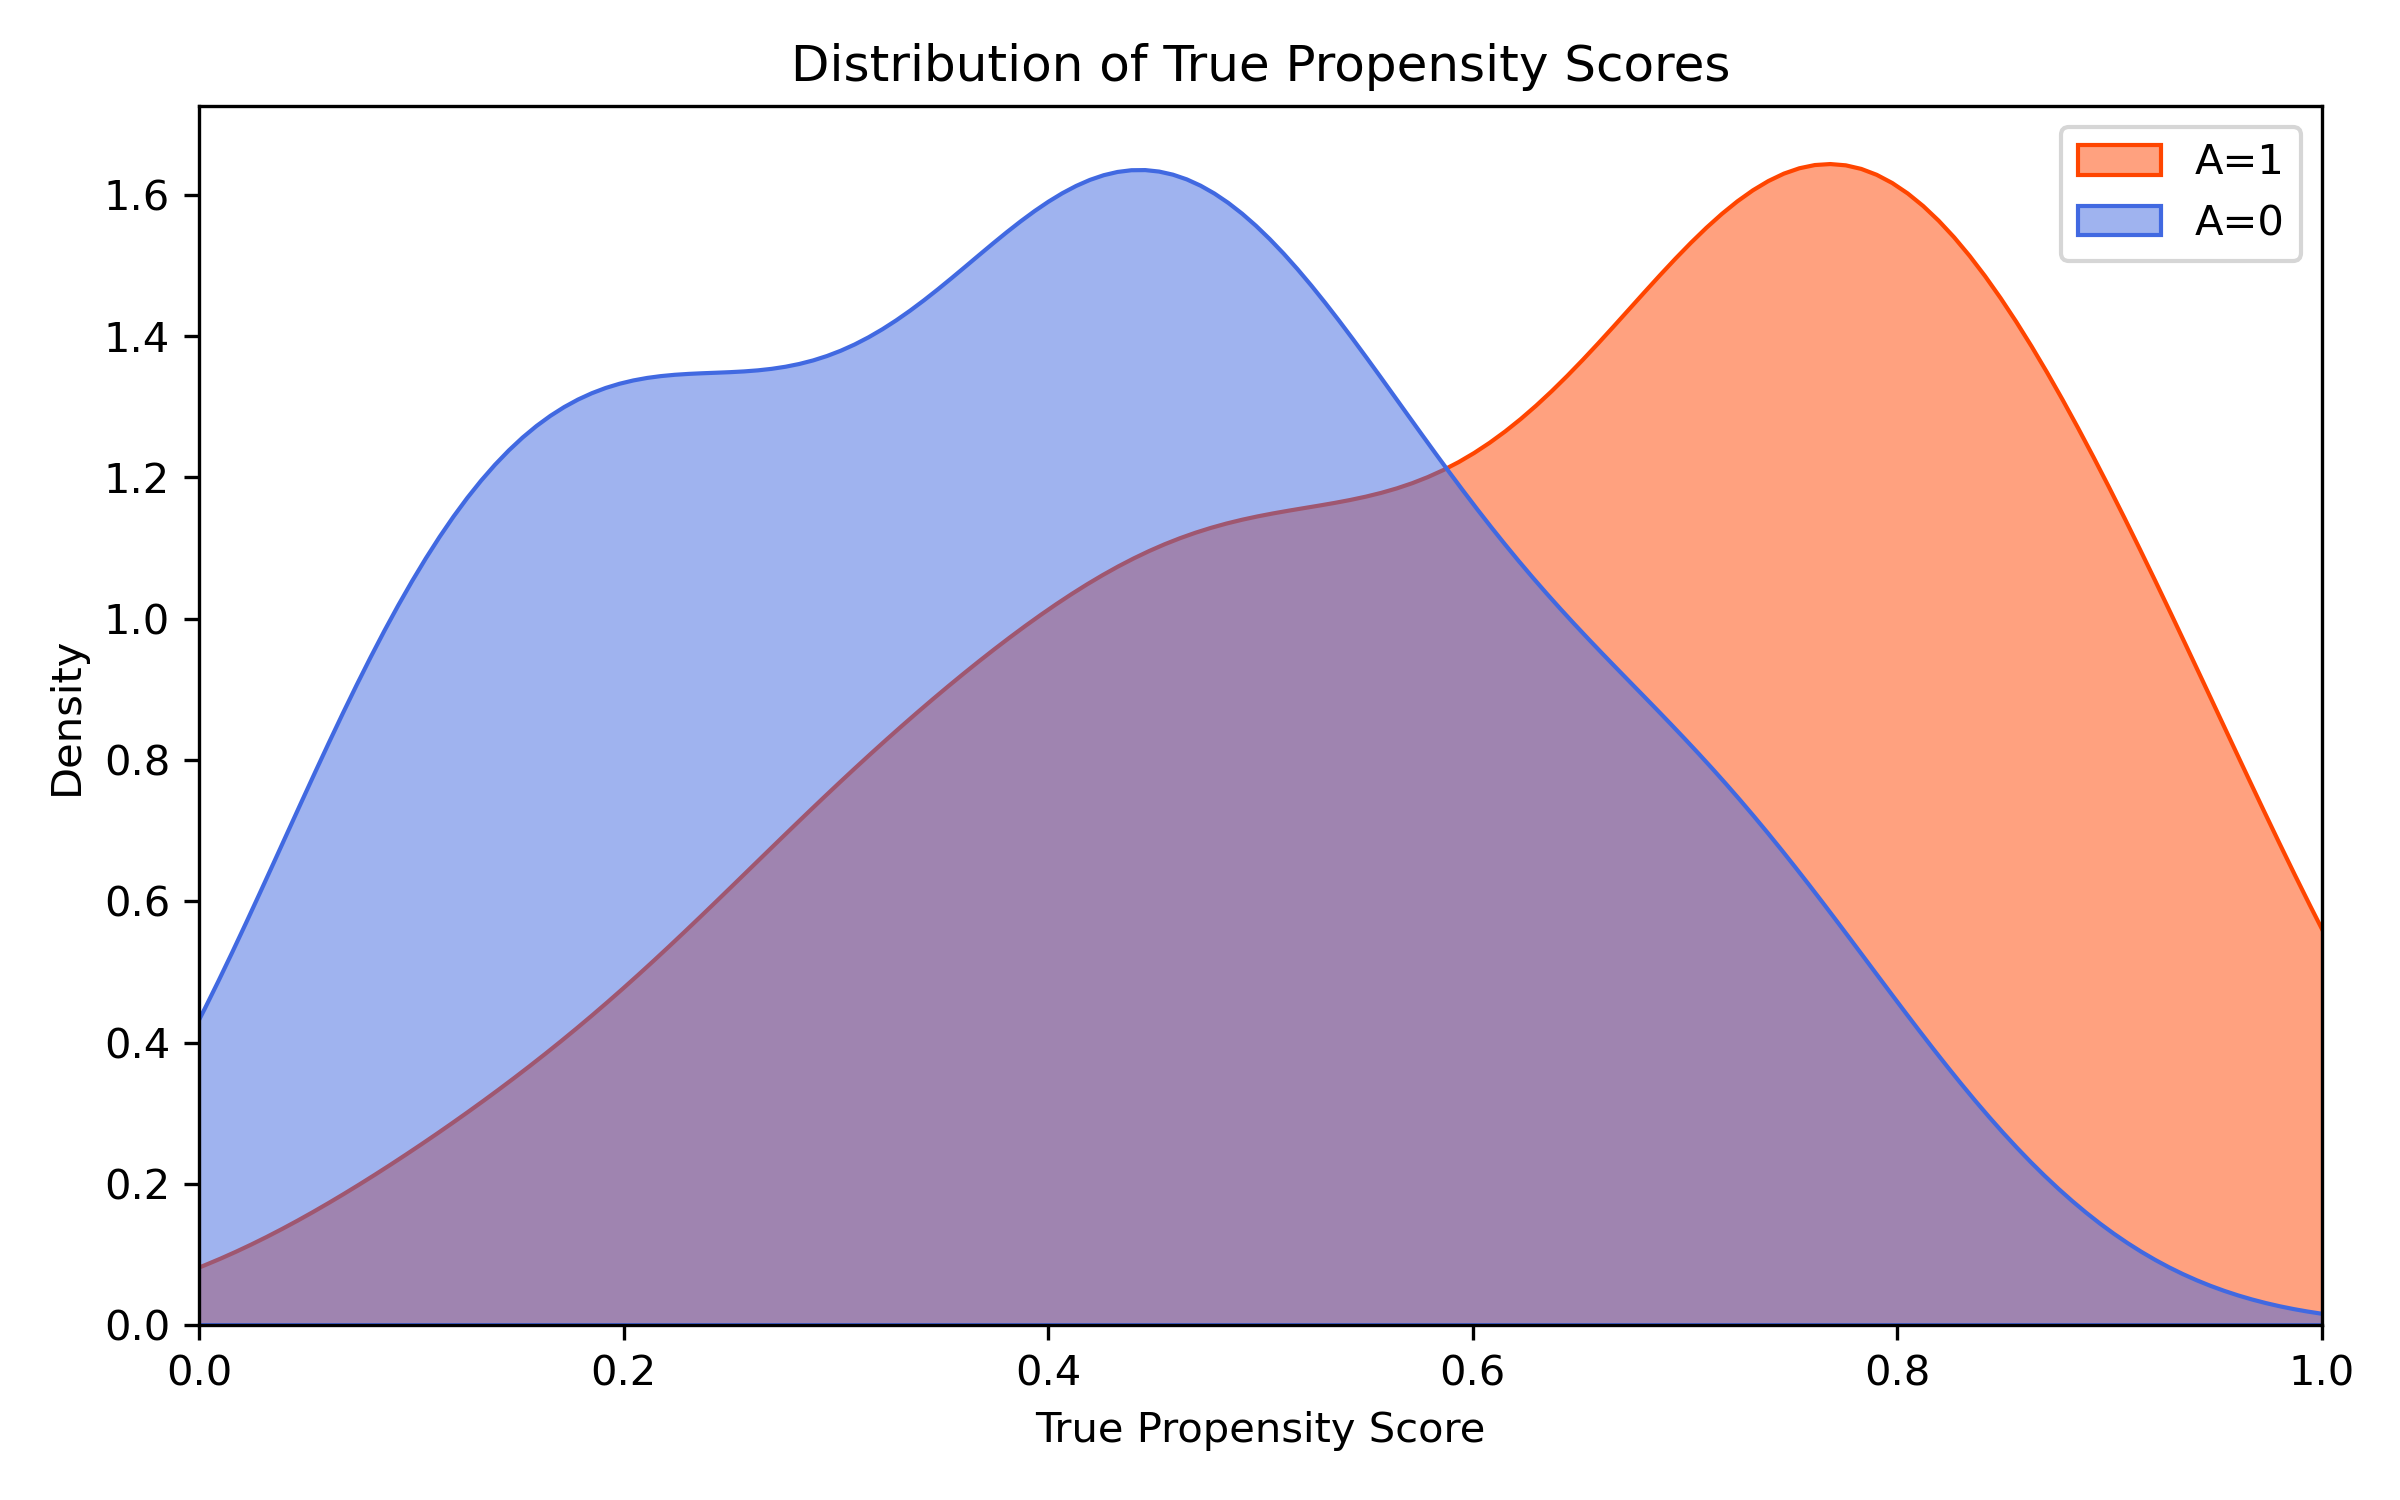 Distribution of True Propensity Scores
A=1
A=0
Density
1.6
1.4
1.2
1.0
0.8
0.6
0.4
0.2
0.0
0.0 0.2 0.4 0.6 0.8 1.0
True Propensity Score